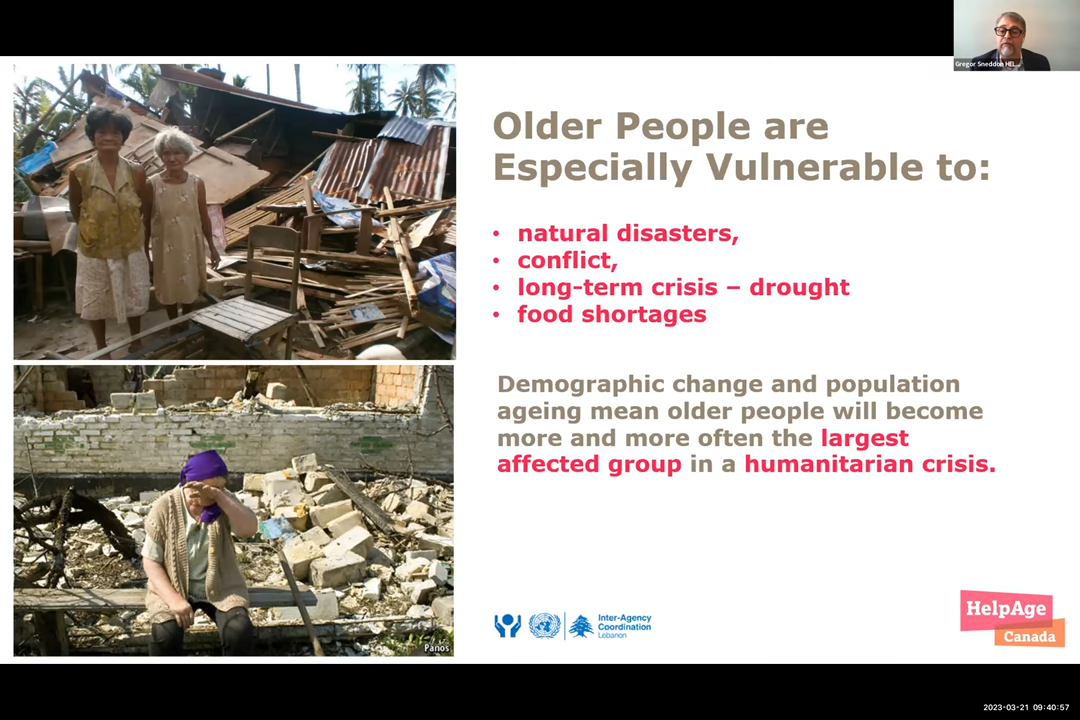 Gregor Sneddon HEL...
Older People are
Especially Vulnerable to:
• natural disasters,
• conflict,
• long-term crisis – drought
• food shortages
Demographic change and population
ageing mean older people will become
more and more often the largest
affected group in a humanitarian crisis.
Panos
Inter-Agency
Coordination
Lebanon
HelpAge
Canada
2023-03-21 09:40:57